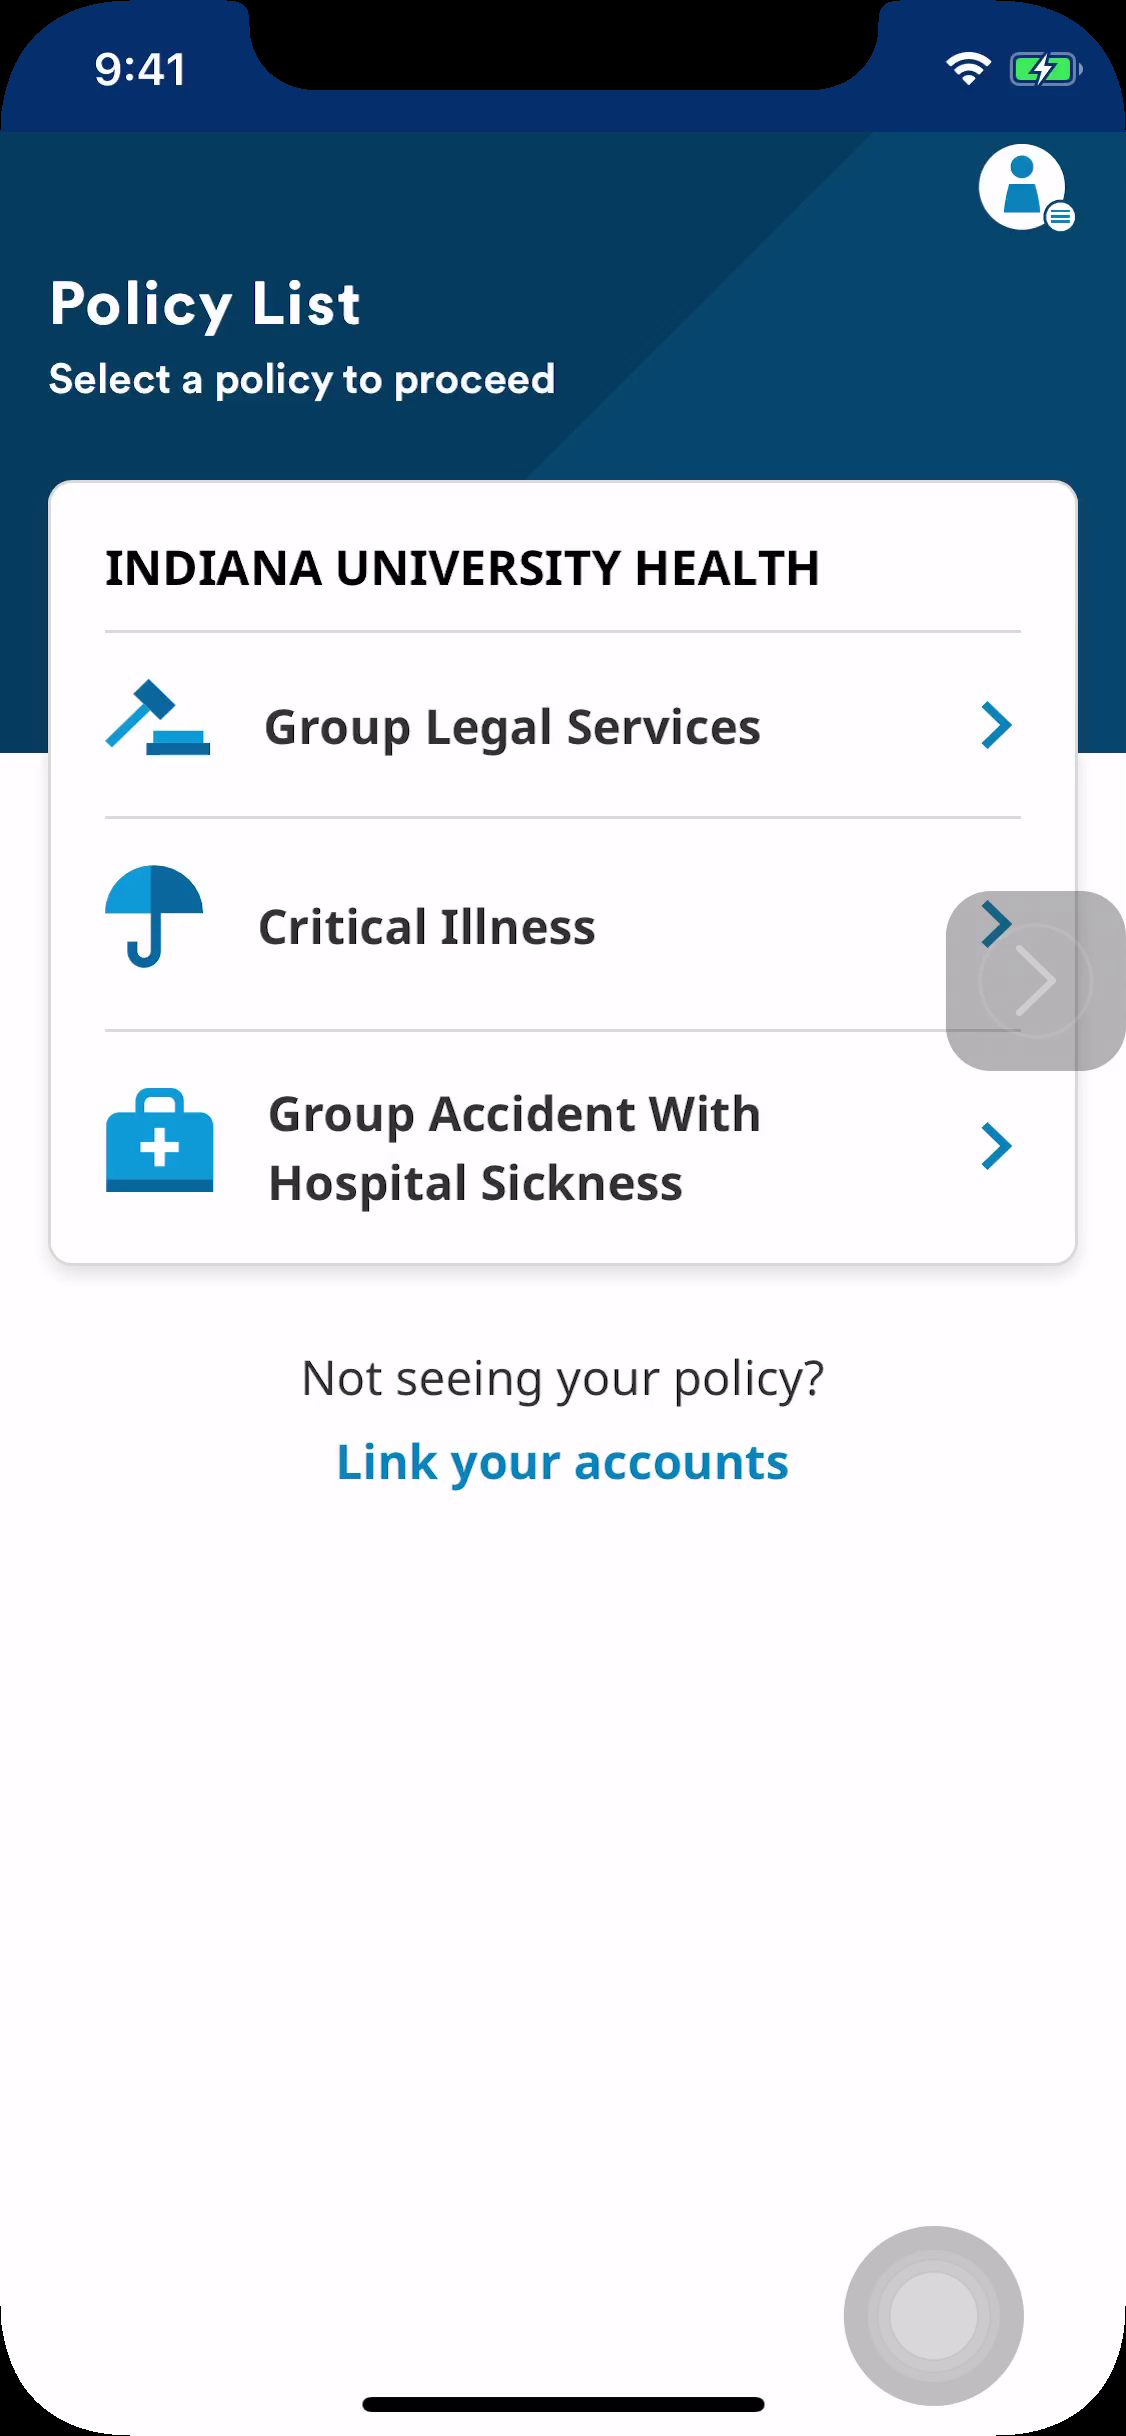 9:41
Policy List
Select a policy to proceed
INDIANA UNIVERSITY HEALTH
Group Legal Services
Critical Illness
Group Accident With
Hospital Sickness
Not seeing your policy?
Link your accounts